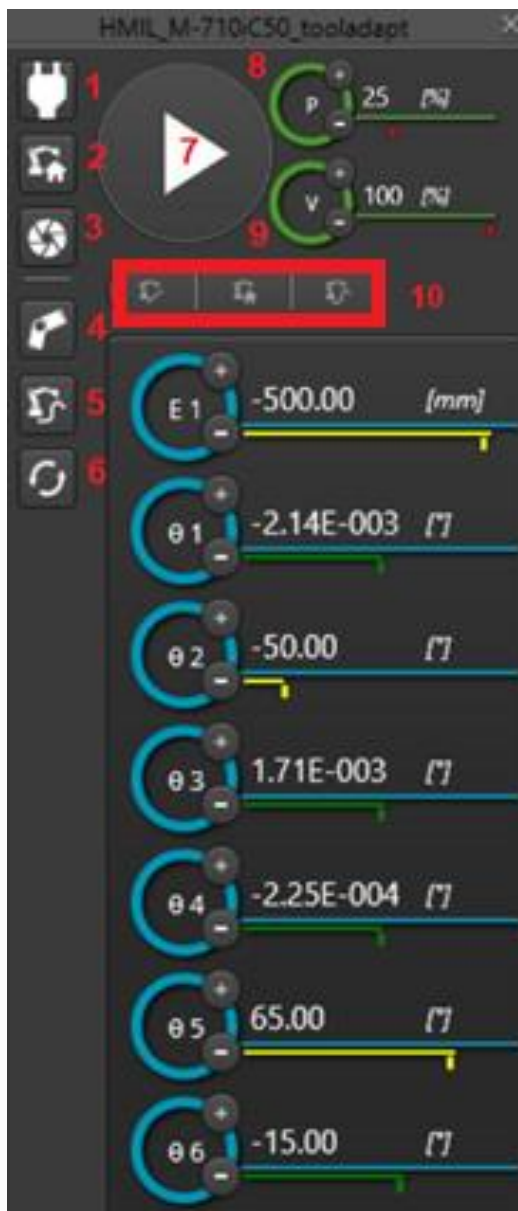 HMIL_M-710iC50_tooladapt
1
2
3
4
5
6
7
8
P 25 [%]
9
V 100 [%]
10
E 1 -500.00 [mm]
θ 1 -2.14E-003 [°]
θ 2 -50.00 [°]
θ 3 1.71E-003 [°]
θ 4 -2.25E-004 [°]
θ 5 65.00 [°]
θ 6 -15.00 [°]